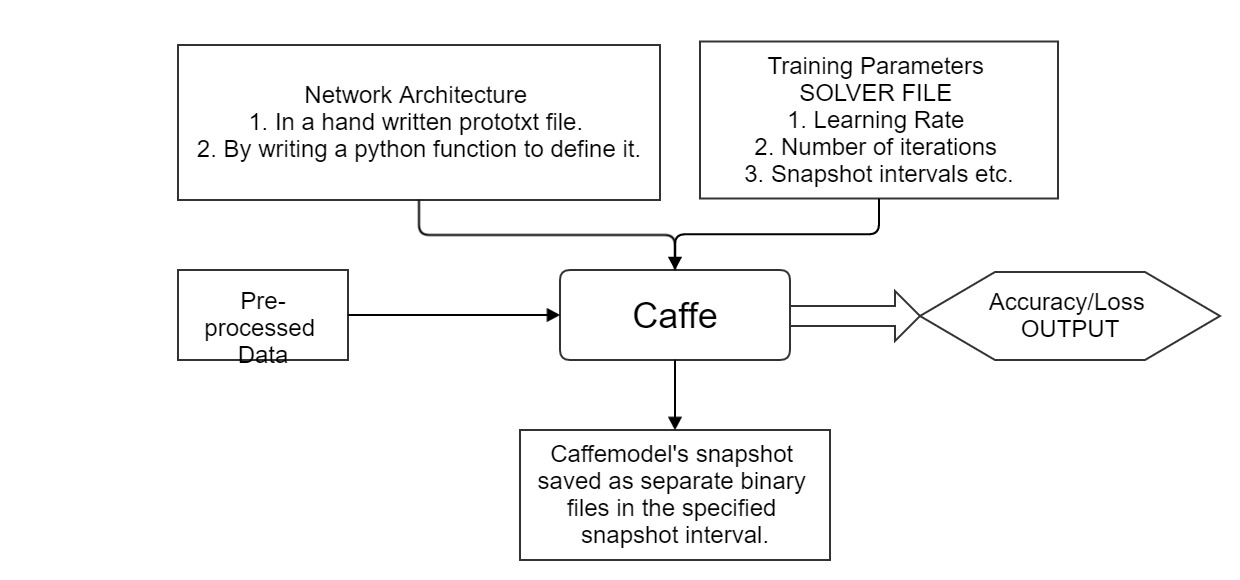 Network Architecture
1. In a hand written prototxt file.
2. By writing a python function to define it.
Training Parameters
SOLVER FILE
1. Learning Rate
2. Number of iterations
3. Snapshot intervals etc.
Pre-
processed
Data
Caffe
Accuracy/Loss
OUTPUT
Caffemodel's snapshot
saved as separate binary
files in the specified
snapshot interval.